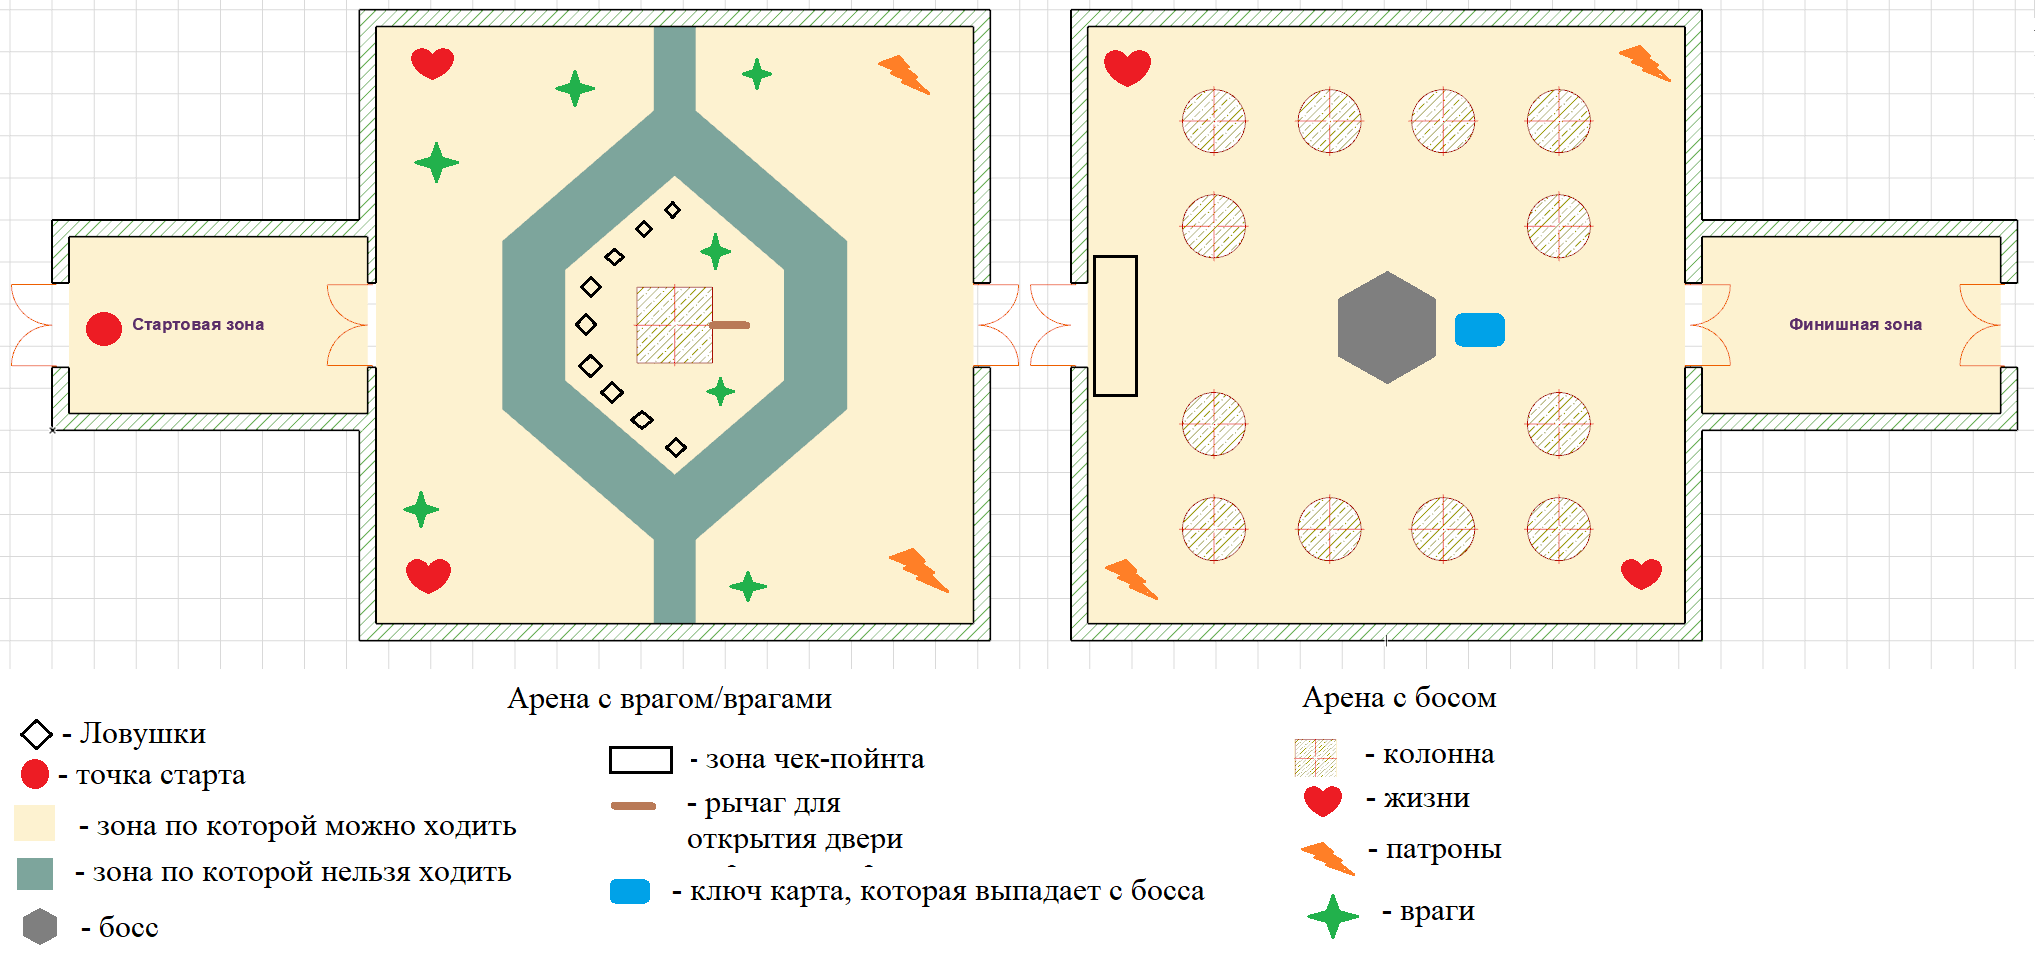 Стартовая зона
Финишная зона
Арена с врагом/врагами
Арена с босом
- Ловушки
- точка старта
- зона по которой можно ходить
- зона по которой нельзя ходить
- босс
- зона чек-пойнта
- рычаг для
открытия двери
- ключ карта, которая выпадает с босса
- колонна
- жизни
- патроны
- враги